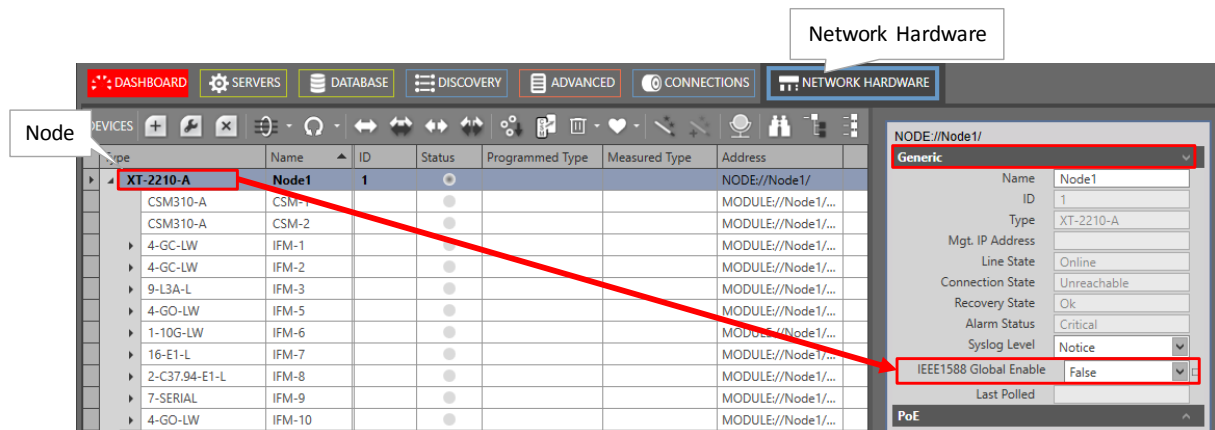 Network Hardware
DASHBOARD SERVERS DATABASE DISCOVERY ADVANCED CONNECTIONS NETWORK HARDWARE
Node
DEVICES
Type Name ID Status Programmed Type Measured Type Address
XT-2210-A Node1 1 NODE://Node1/
CSM310-A CSM-1 MODULE://Node1/...
CSM310-A CSM-2 MODULE://Node1/...
4-GC-LW IFM-1 MODULE://Node1/...
4-GC-LW IFM-2 MODULE://Node1/...
9-L3A-L IFM-3 MODULE://Node1/...
4-GO-LW IFM-5 MODULE://Node1/...
1-10G-LW IFM-6 MODULE://Node1/...
16-E1-L IFM-7 MODULE://Node1/...
2-C37.94-E1-L IFM-8 MODULE://Node1/...
7-SERIAL IFM-9 MODULE://Node1/...
4-GO-LW IFM-10 MODULE://Node1/...
NODE://Node1/
Generic
Name Node1
ID 1
Type XT-2210-A
Mgt. IP Address
Line State Online
Connection State Unreachable
Recovery State Ok
Alarm Status Critical
Syslog Level Notice
IEEE1588 Global Enable False
Last Polled
PoE